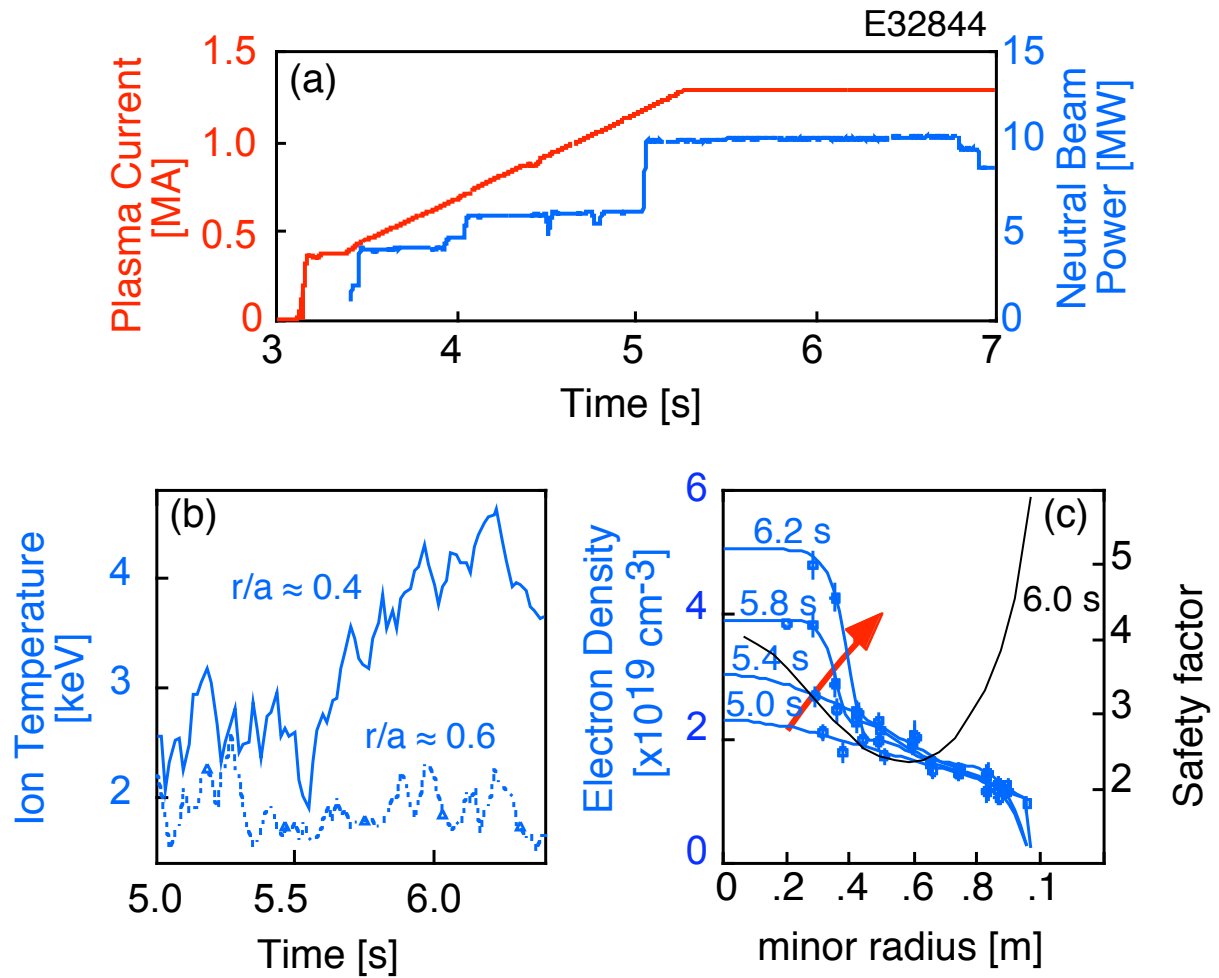 E32844
(a)
1.5
1.0
0.5
0
Plasma Current
[MA]
15
10
5
0
Neutral Beam
Power [MW]
3 4 5 6 7
Time [s]
(b)
Ion Temperature
[keV]
4
3
2
r/a ≈ 0.4
r/a ≈ 0.6
5.0 5.5 6.0
Time [s]
(c)
Electron Density
[x10^19 cm-3]
6
4
2
0
6.2 s
5.8 s
5.4 s
5.0 s
6.0 s
5
4
3
2
Safety factor
0 .2 .4 .6 .8 .1
minor radius [m]